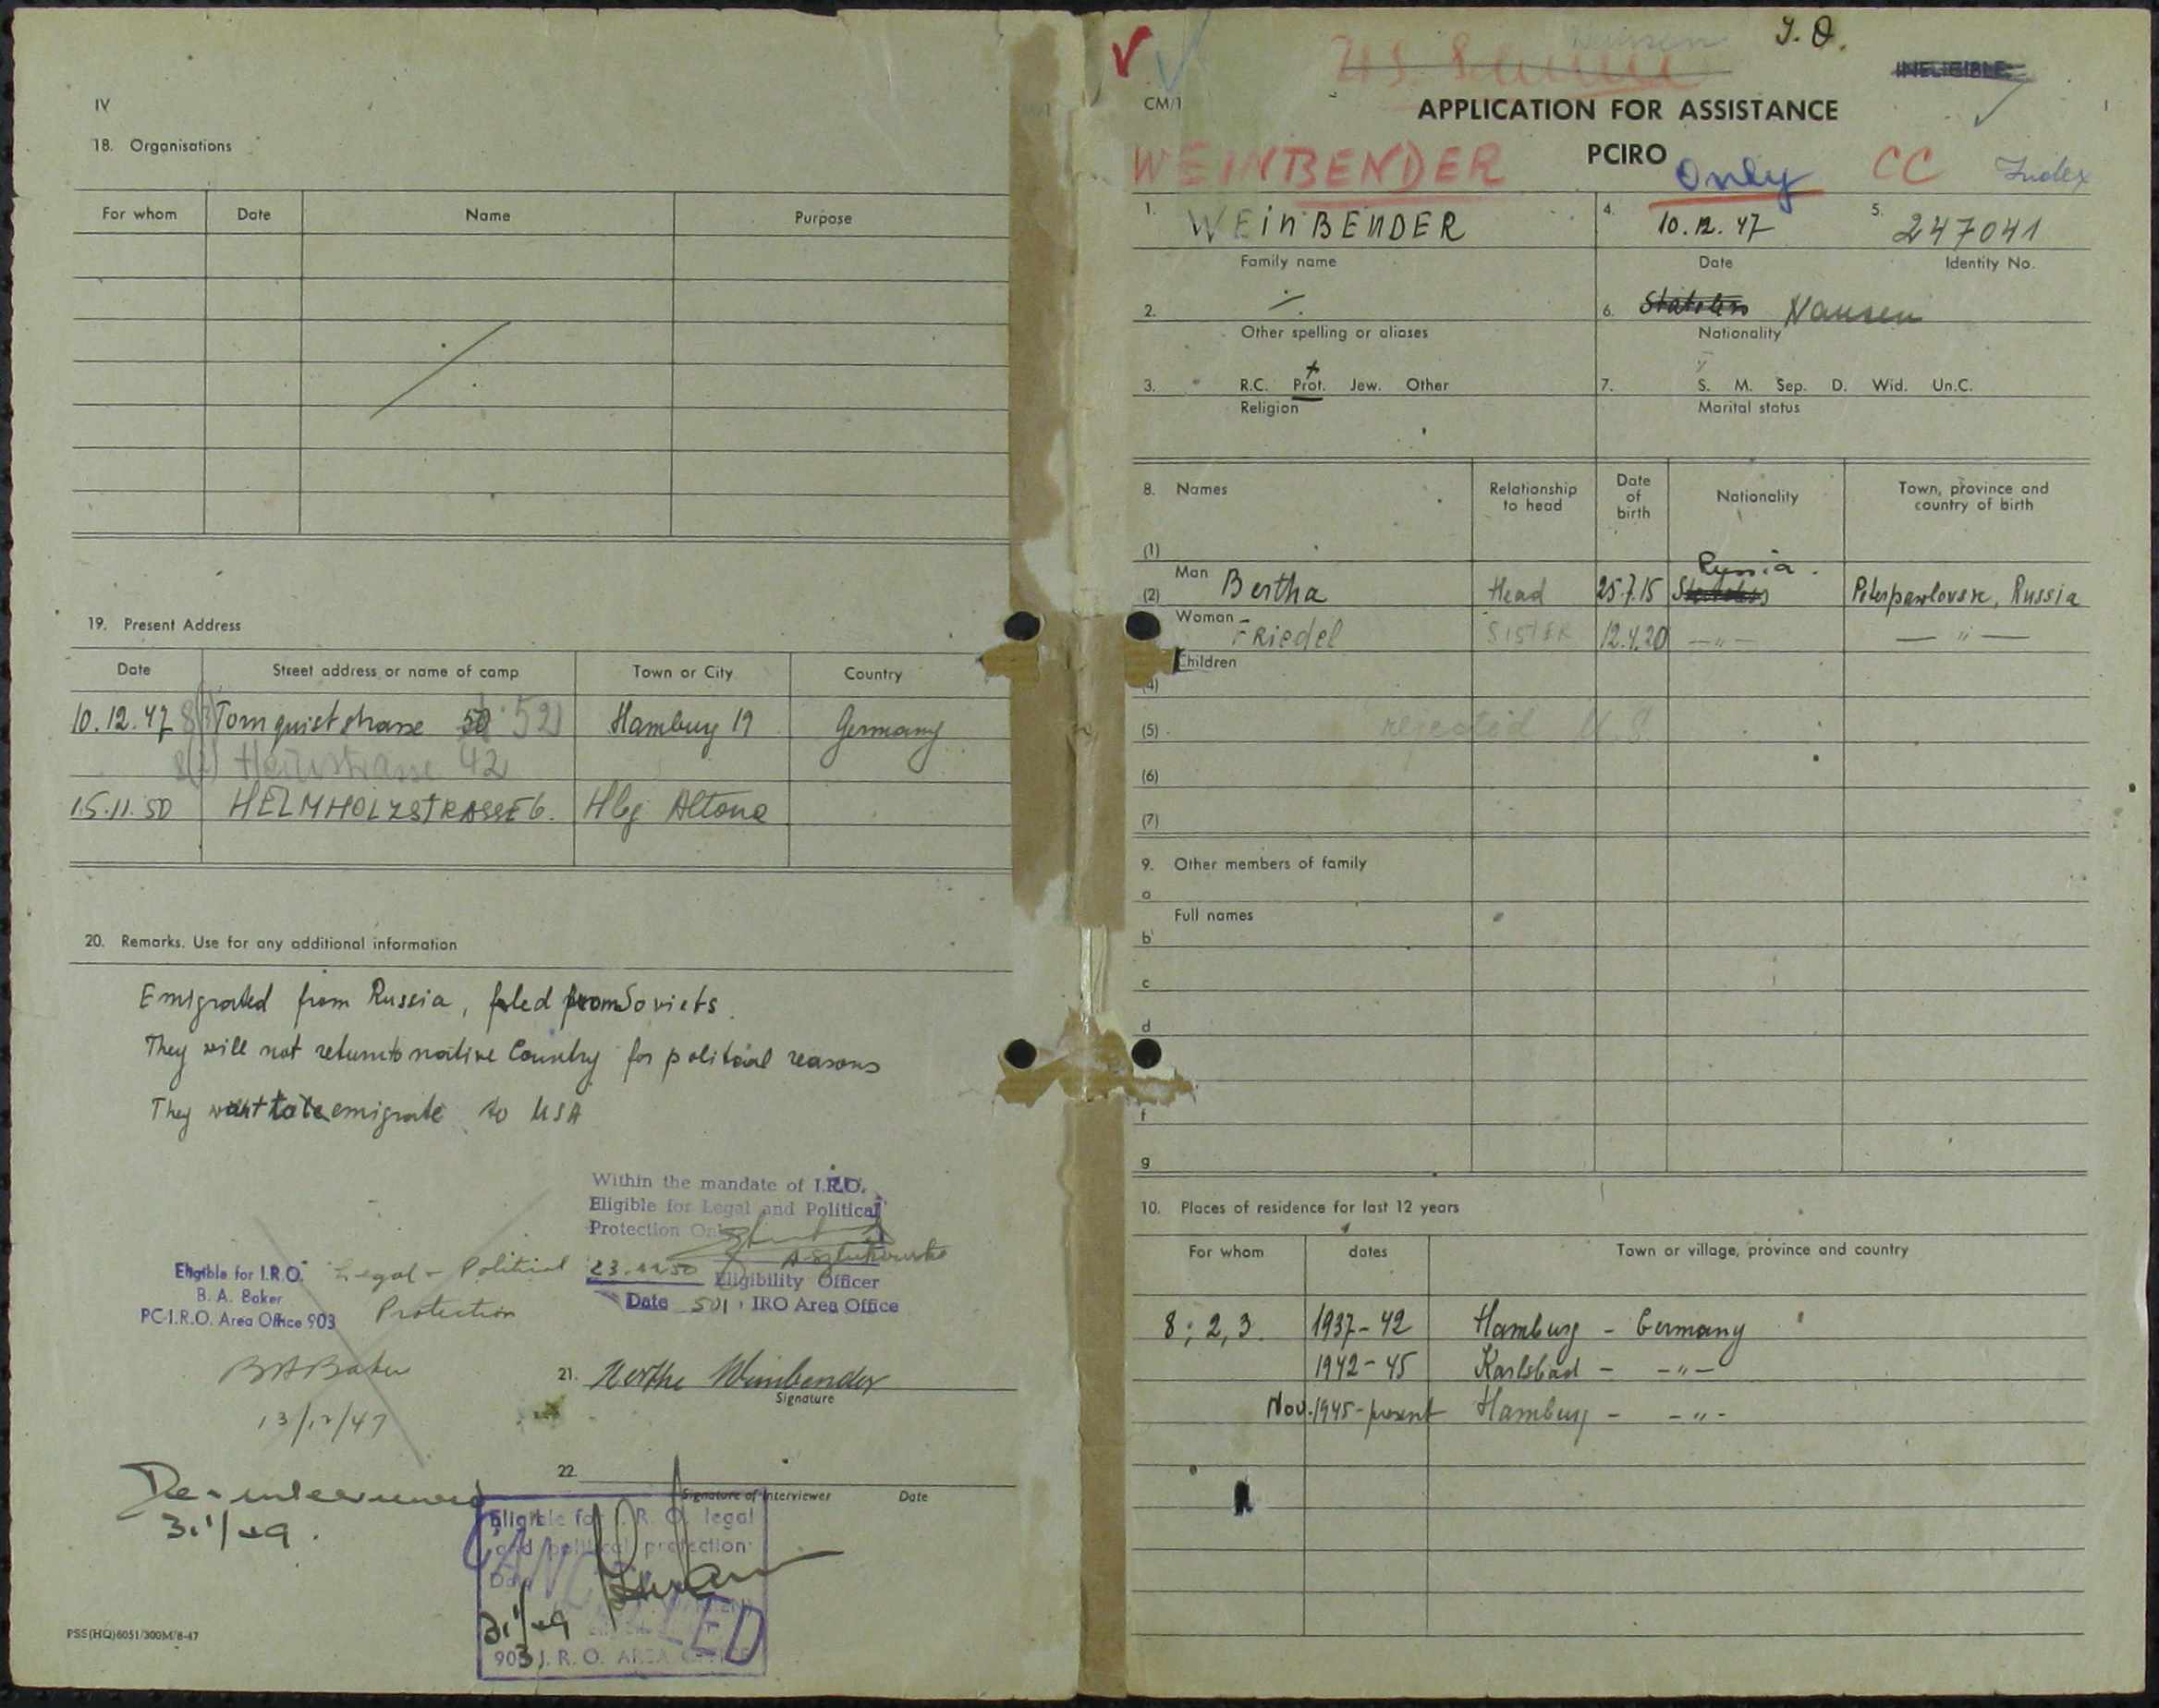 IV
18. Organisations
For whom Date Name Purpose
19. Present Address
Date Street address or name of camp Town or City Country
10.12.47 8(1) Tornquiststrasse 50 52) Hamburg 19 Germany
8(2) 42
15.11.50 HELMHOLZSTRASSE 6. Hbg Altona
20. Remarks. Use for any additional information
Emigrated from Russia, fled from Soviets.
They will not return to native Country for political reasons
They want to emigrate to USA
Within the mandate of I.R.O.
Eligible for Legal and Political
Protection Only
23.11.50 Eligibility Officer
Date 501 IRO Area Office
Eligible for I.R.O. Legal - Political
B. A. Baker
PC-I.R.O. Area Office 903 Protection
B A Baker
13/12/47
21. Weinbender
Signature
22.
Signature of Interviewer Date
Re-interviewed
31/1/49.
Eligible for I. R. O. legal
and political protection
Date
CANCELLED
31/1/49
903 I. R. O. AREA OFFICE
PSS(HQ)6051/300M/8-47
CM/1
INELIGIBLE
APPLICATION FOR ASSISTANCE
PCIRO Only CC Index
WEINBENDER
1. WEINBENDER 4. 10.12.47 5. 247041
Family name Date Identity No.
2. ./. 6. Stateless Nansen
Other spelling or aliases Nationality
3. R.C. Prot. Jew. Other 7. S. M. Sep. D. Wid. Un.C.
Religion Marital status
8. Names Relationship to head Date of birth Nationality Town, province and country of birth
(1)
Man Russia.
(2) Bertha Head 25.7.15 Stateless Peterpawlovsk, Russia
Woman Friedel SISTER 12.4.20 — " — — " —
Children
(4)
(5) rejected U.S.
(6)
(7)
9. Other members of family
a
Full names
b
c
d
f
g
10. Places of residence for last 12 years
For whom dates Town or village, province and country
8; 2, 3. 1937-42 Hamburg - Germany
1942-45 Karlsbad - - " -
Nov. 1945-present Hamburg - - " -